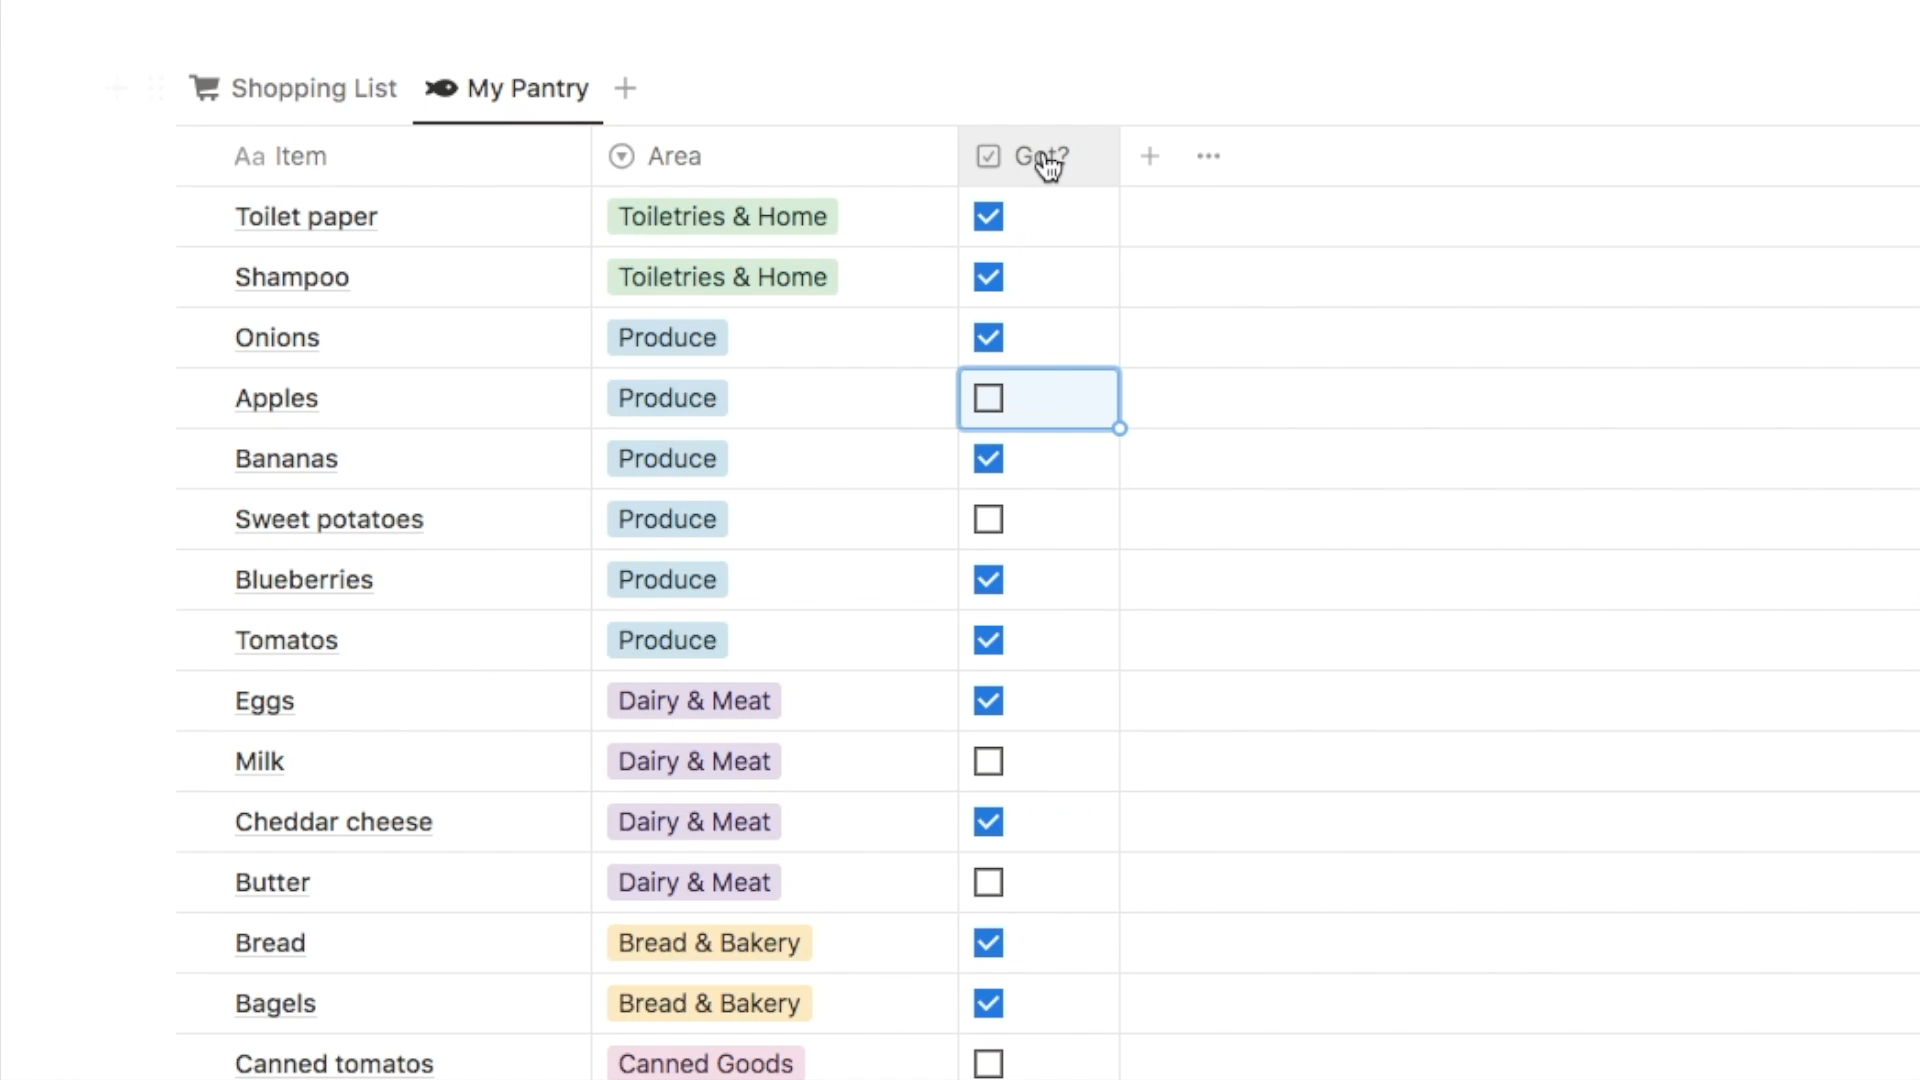 Shopping List My Pantry
Aa Item Area Got?
Toilet paper Toiletries & Home
Shampoo Toiletries & Home
Onions Produce
Apples Produce
Bananas Produce
Sweet potatoes Produce
Blueberries Produce
Tomatos Produce
Eggs Dairy & Meat
Milk Dairy & Meat
Cheddar cheese Dairy & Meat
Butter Dairy & Meat
Bread Bread & Bakery
Bagels Bread & Bakery
Canned tomatos Canned Goods